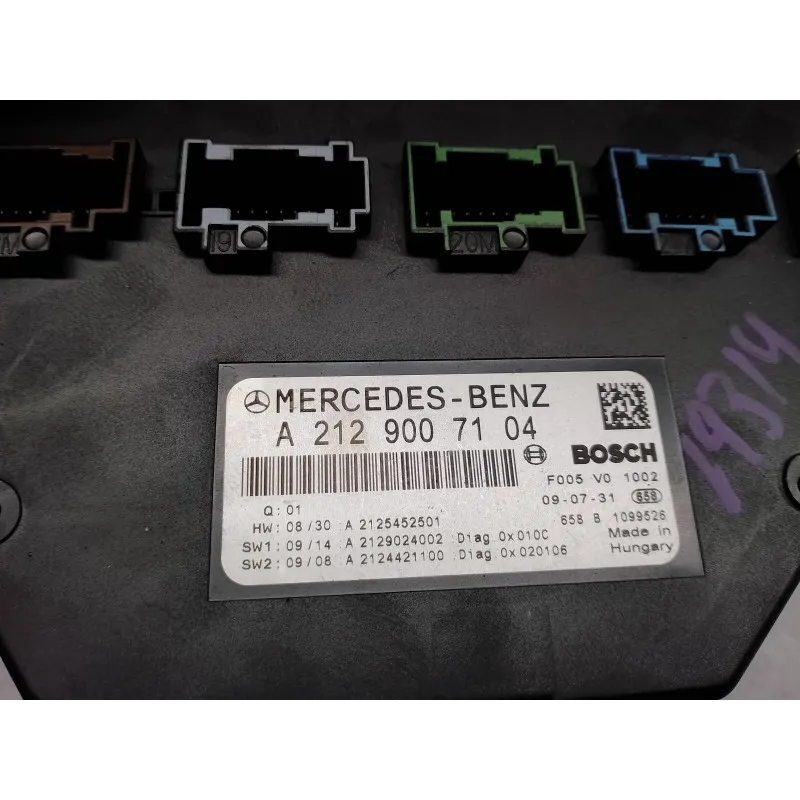 M 19 20M
MERCEDES-BENZ
A 212 900 71 04
BOSCH
F005 V0 1002
09-07-31 658
Q: 01
HW: 08/30 A 2125452501 658 B 1099526
SW1: 09/14 A 2129024002 Diag. 0x010C Made in
SW2: 09/08 A 2124421100 Diag. 0x020106 Hungary
19314